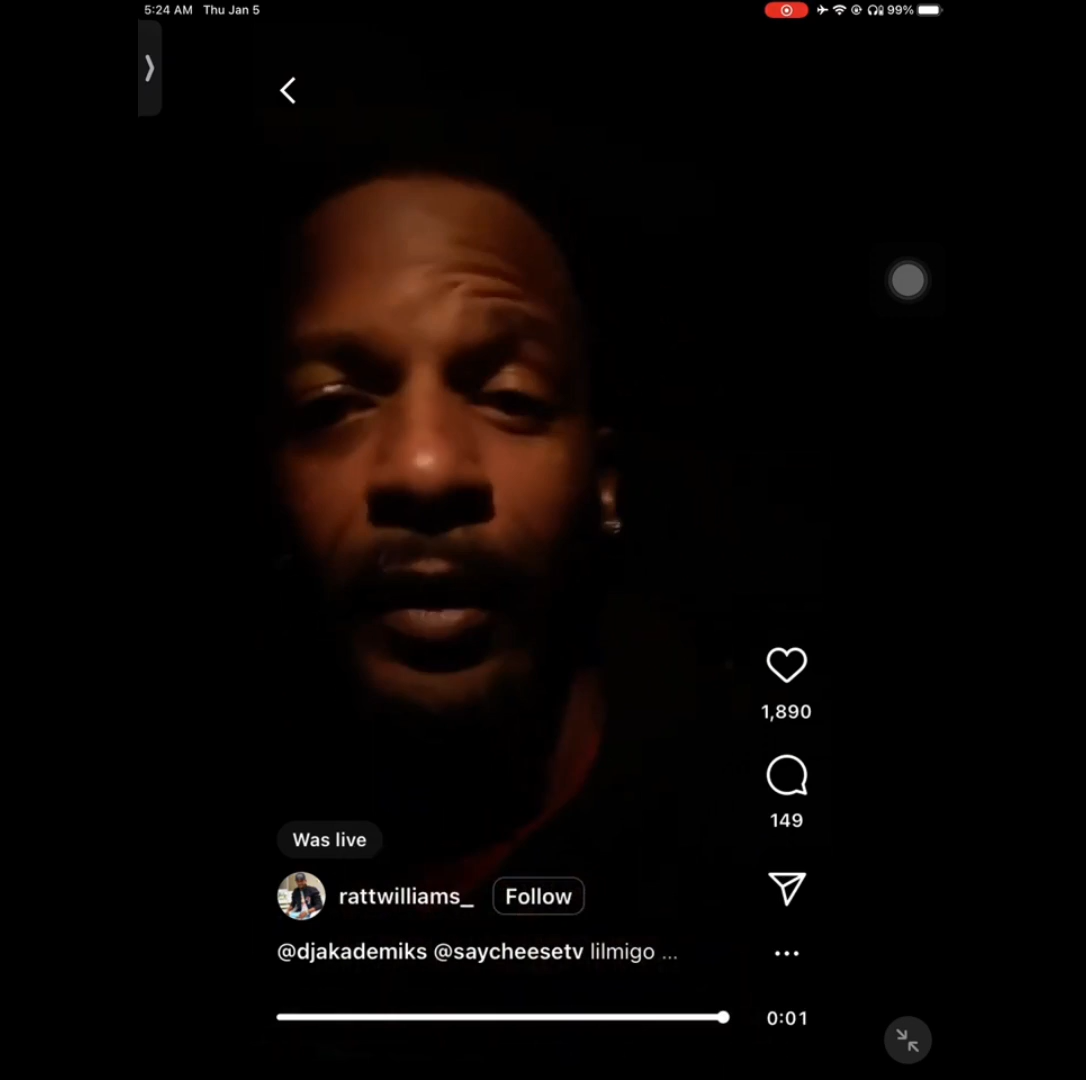 5:24 AM Thu Jan 5
99%
1,890
149
Was live
rattwilliams_ Follow
@djakademiks @saycheesetv lilmigo ...
0:01